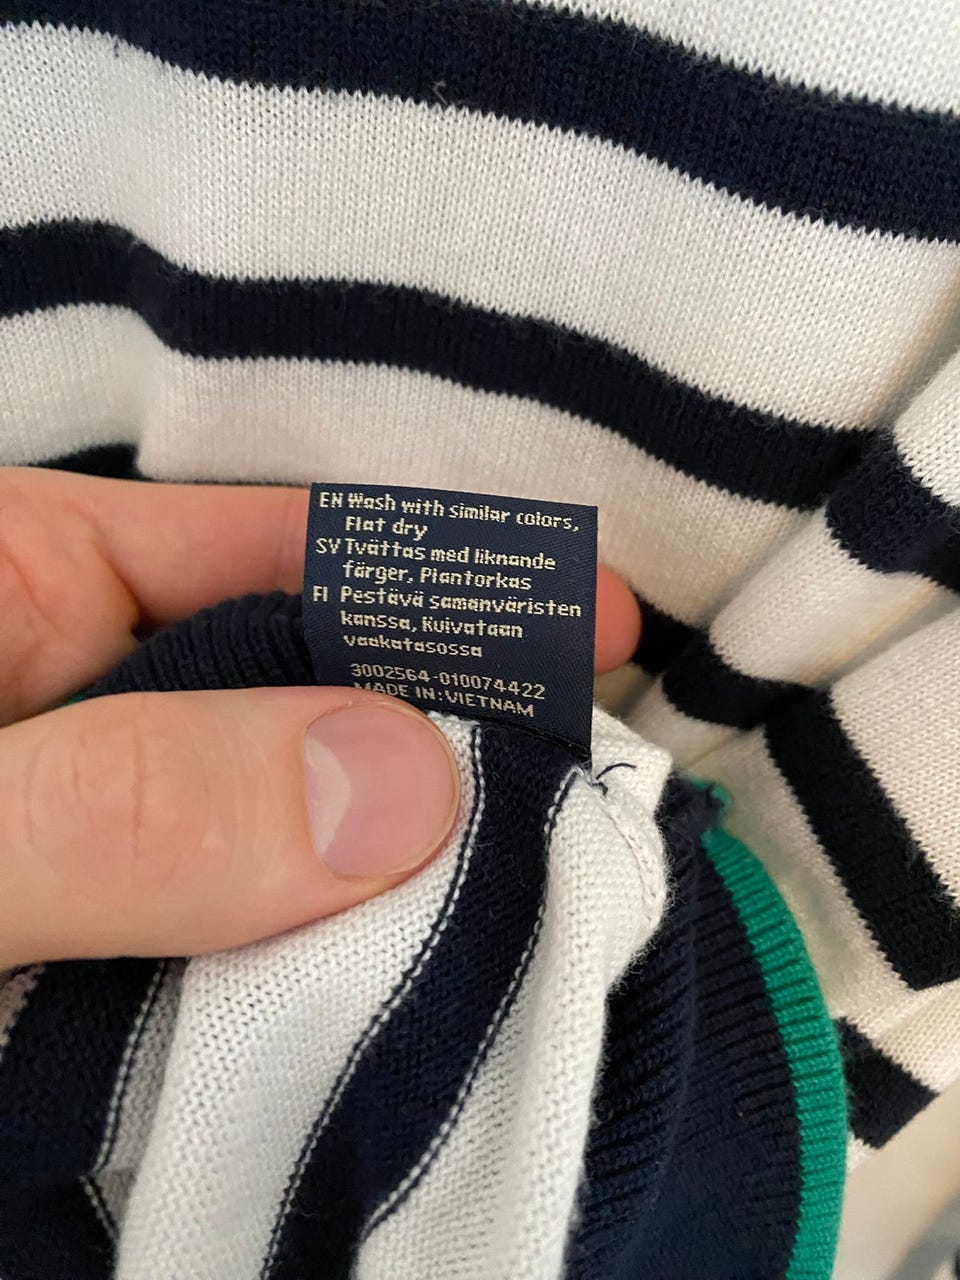 EN Wash with similar colors,
Flat dry
SV Tvättas med liknande
färger, Plantorkas
FI Pestävä samanväristen
kanssa, Kuivataan
vaakatasossa
3002564-010074422
MADE IN: VIETNAM